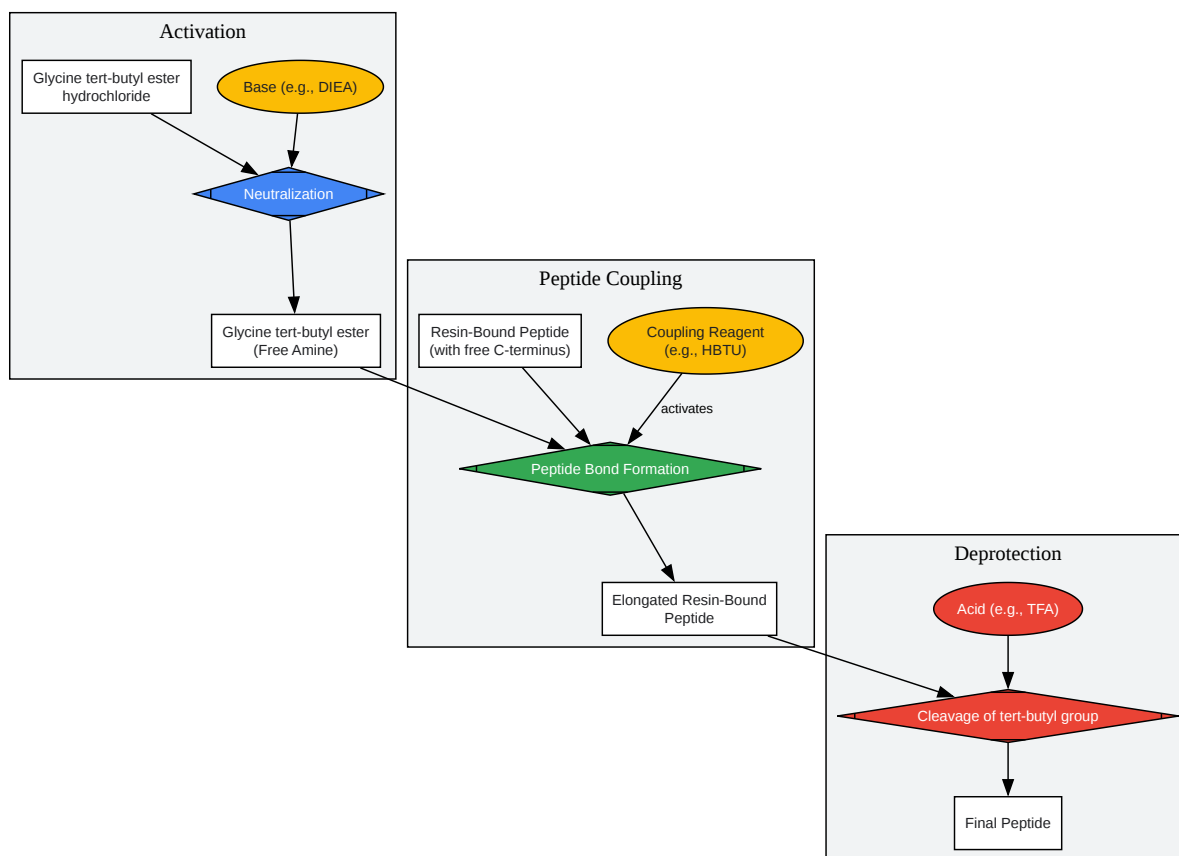 Activation
Glycine tert-butyl ester
hydrochloride
Base (e.g., DIEA)
Neutralization
Glycine tert-butyl ester
(Free Amine)
Peptide Coupling
Resin-Bound Peptide
(with free C-terminus)
Coupling Reagent
(e.g., HBTU)
activates
Peptide Bond Formation
Elongated Resin-Bound
Peptide
Deprotection
Acid (e.g., TFA)
Cleavage of tert-butyl group
Final Peptide